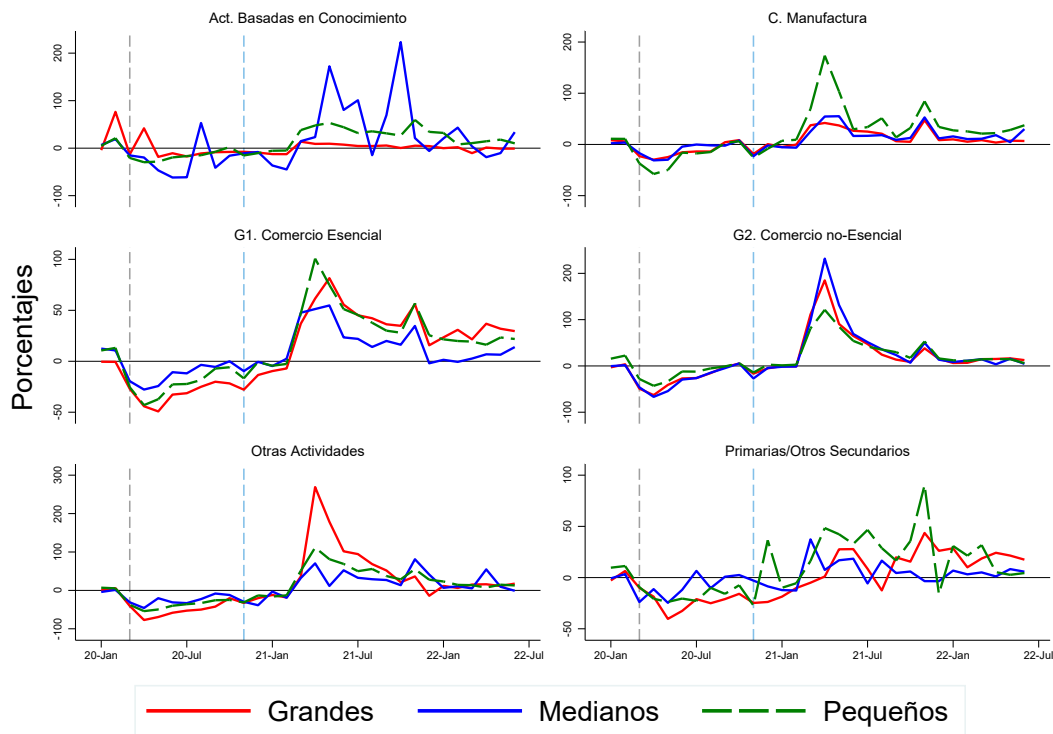 Act. Basadas en Conocimiento
200
100
0
-100
C. Manufactura
200
100
0
-100
Porcentajes
G1. Comercio Esencial
100
50
0
-50
G2. Comercio no-Esencial
200
100
0
-100
Otras Actividades
300
200
100
0
-100
20-Jan 20-Jul 21-Jan 21-Jul 22-Jan 22-Jul
Primarias/Otros Secundarios
100
50
0
-50
20-Jan 20-Jul 21-Jan 21-Jul 22-Jan 22-Jul
Grandes Medianos Pequeños